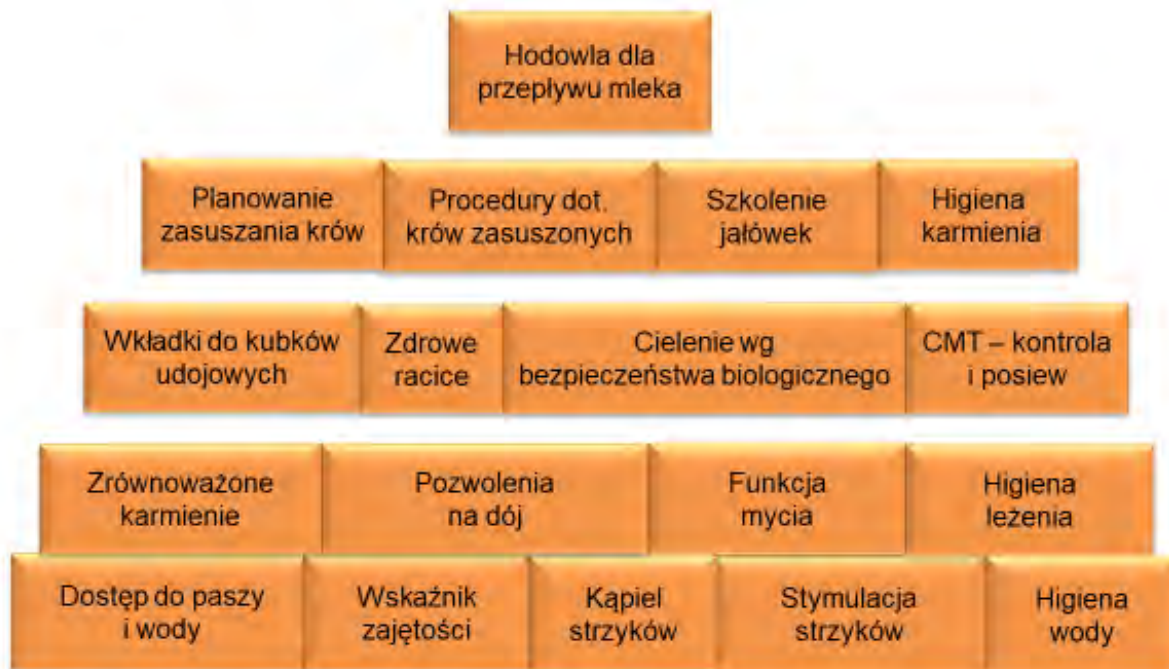 Hodowla dla
przepływu mleka
Planowanie
zasuszania krów
Procedury dot.
krów zasuszonych
Szkolenie
jałówek
Higiena
karmienia
Wkładki do kubków
udojowych
Zdrowe
racice
Cielenie wg
bezpieczeństwa biologicznego
CMT – kontrola
i posiew
Zrównoważone
karmienie
Pozwolenia
na dój
Funkcja
mycia
Higiena
leżenia
Dostęp do paszy
i wody
Wskaźnik
zajętości
Kąpiel
strzyków
Stymulacja
strzyków
Higiena
wody